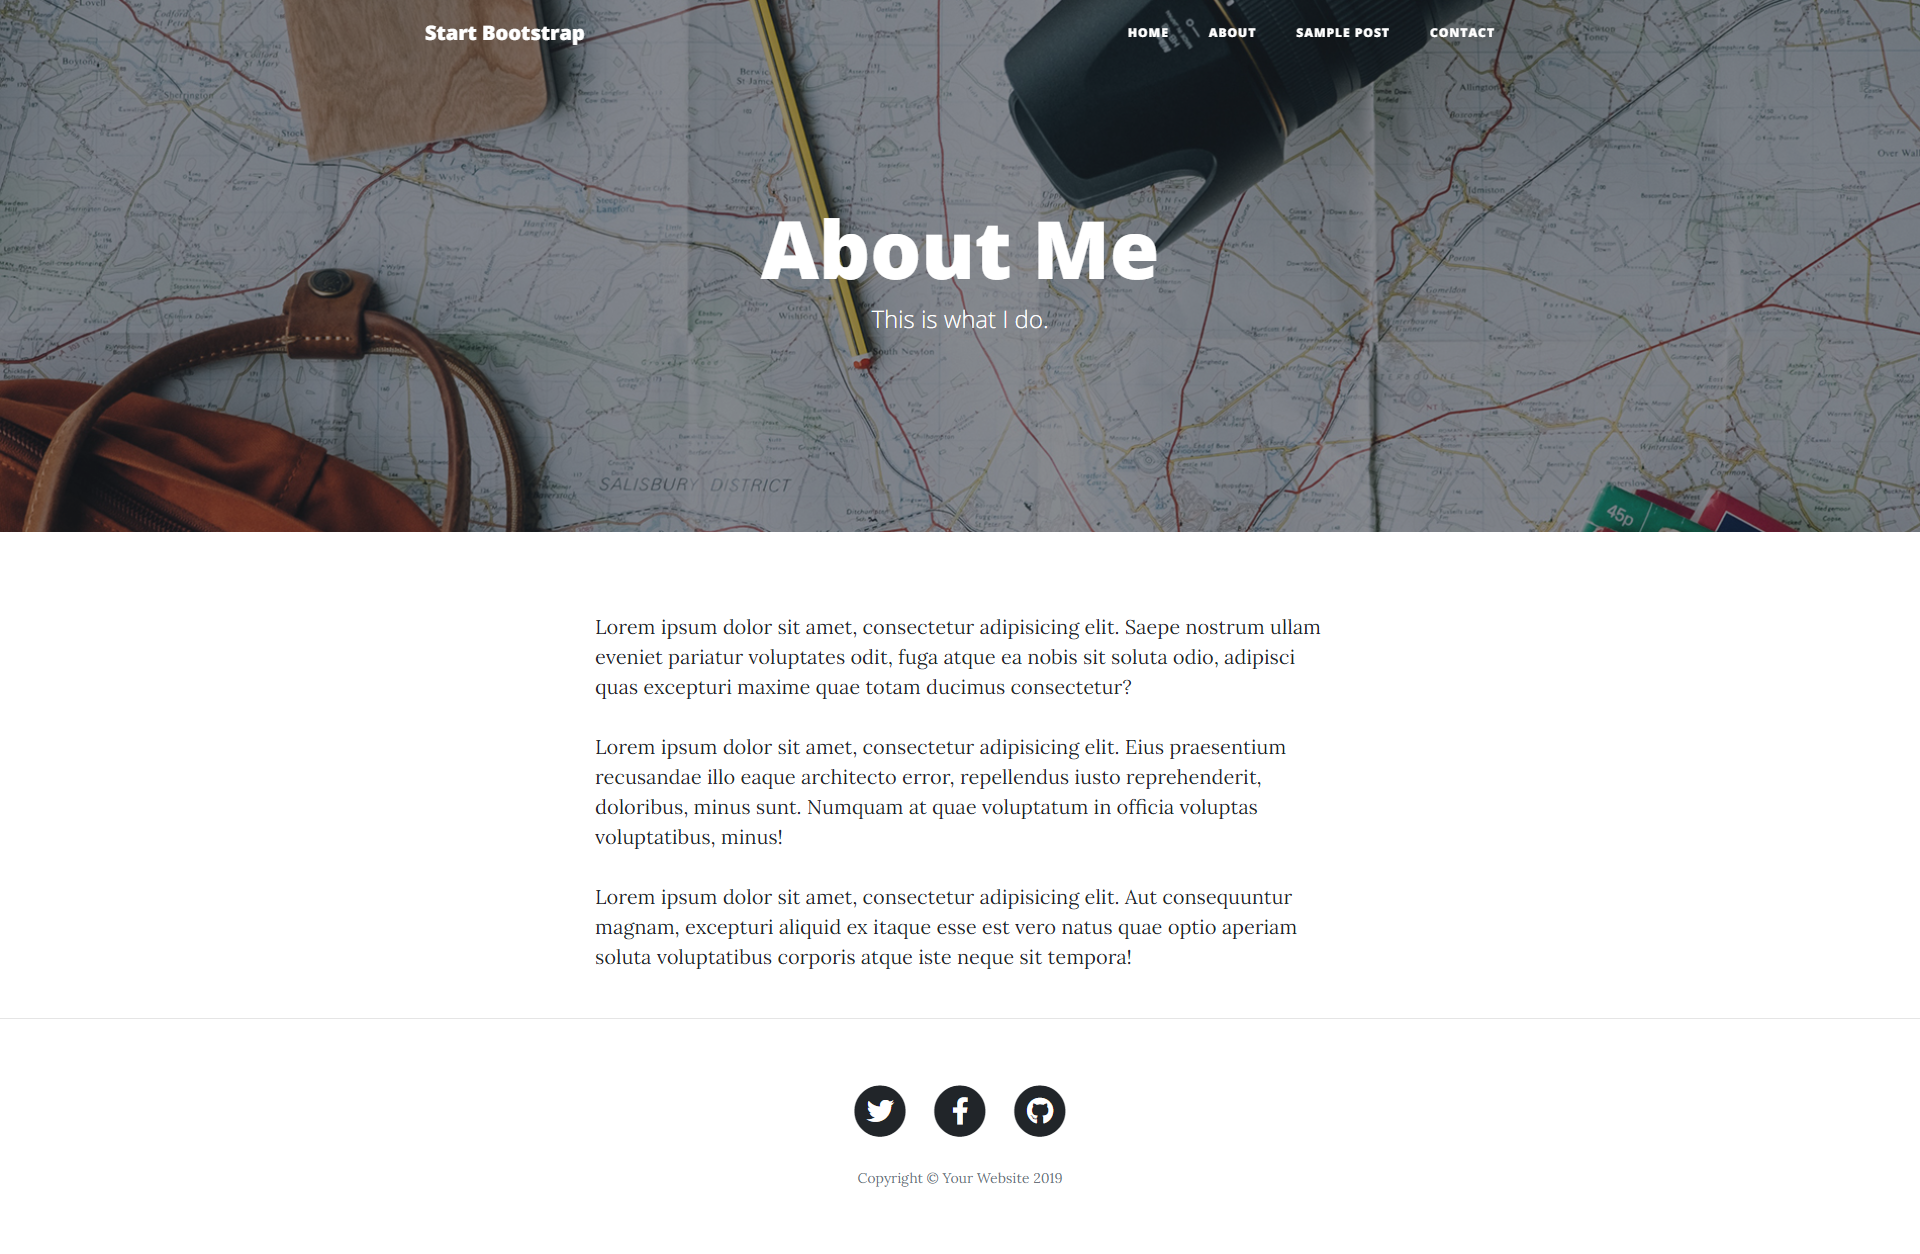 Start Bootstrap
HOME ABOUT SAMPLE POST CONTACT
About Me
This is what I do.
South Newton
SALISBURY DISTRICT
45p
Lorem ipsum dolor sit amet, consectetur adipisicing elit. Saepe nostrum ullam
eveniet pariatur voluptates odit, fuga atque ea nobis sit soluta odio, adipisci
quas excepturi maxime quae totam ducimus consectetur?
Lorem ipsum dolor sit amet, consectetur adipisicing elit. Eius praesentium
recusandae illo eaque architecto error, repellendus iusto reprehenderit,
doloribus, minus sunt. Numquam at quae voluptatum in officia voluptas
voluptatibus, minus!
Lorem ipsum dolor sit amet, consectetur adipisicing elit. Aut consequuntur
magnam, excepturi aliquid ex itaque esse est vero natus quae optio aperiam
soluta voluptatibus corporis atque iste neque sit tempora!
Copyright © Your Website 2019